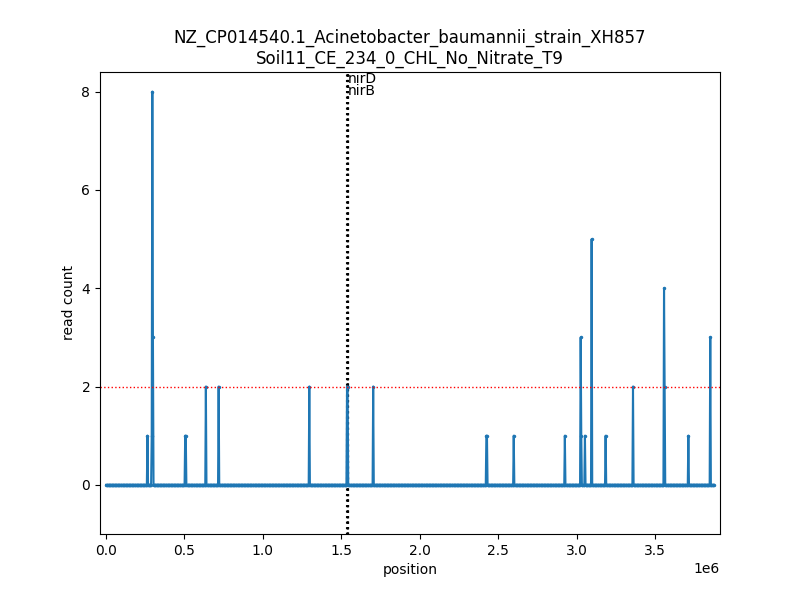 NZ_CP014540.1_Acinetobacter_baumannii_strain_XH857
Soil11_CE_234_0_CHL_No_Nitrate_T9
nirD
nirB
8
6
4
2
0
read count
0.0 0.5 1.0 1.5 2.0 2.5 3.0 3.5
1e6
position